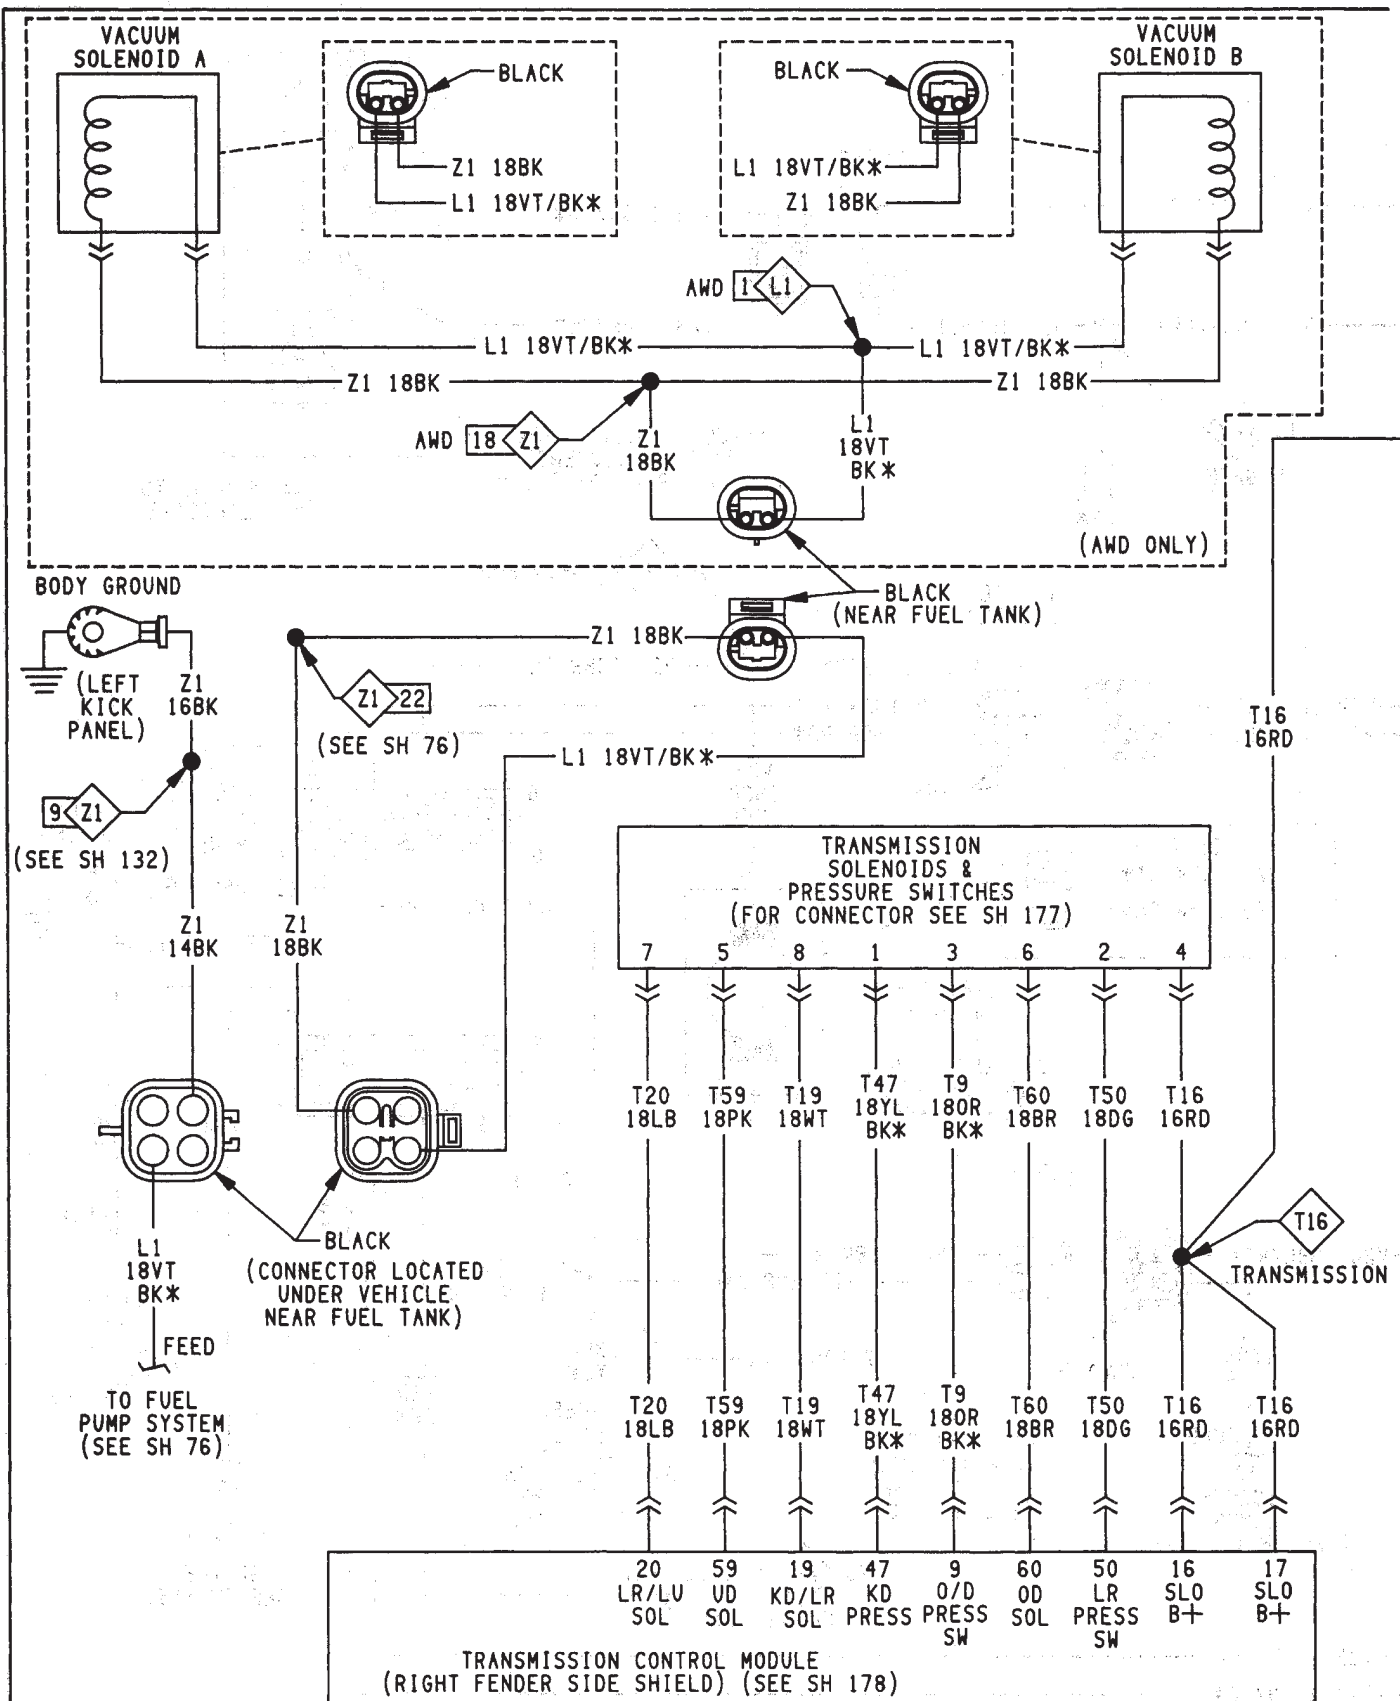 VACUUM
SOLENOID A
BLACK
Z1 18BK
L1 18VT/BK*
BLACK
L1 18VT/BK*
Z1 18BK
VACUUM
SOLENOID B
AWD 1 L1
L1 18VT/BK*
L1 18VT/BK*
Z1 18BK
Z1 18BK
AWD 18 Z1
Z1
18BK
L1
18VT
BK*
(AWD ONLY)
BODY GROUND
BLACK
(NEAR FUEL TANK)
Z1 18BK
(LEFT
KICK
PANEL)
Z1
16BK
Z1 22
(SEE SH 76)
T16
16RD
L1 18VT/BK*
9 Z1
(SEE SH 132)
TRANSMISSION
SOLENOIDS &
PRESSURE SWITCHES
(FOR CONNECTOR SEE SH 177)
7 5 8 1 3 6 2 4
Z1
14BK
Z1
18BK
T20
18LB
T59
18PK
T19
18WT
T47
18YL
BK*
T9
18OR
BK*
T60
18BR
T50
18DG
T16
16RD
T16
TRANSMISSION
L1
18VT
BK*
BLACK
(CONNECTOR LOCATED
UNDER VEHICLE
NEAR FUEL TANK)
FEED
TO FUEL
PUMP SYSTEM
(SEE SH 76)
T20
18LB
T59
18PK
T19
18WT
T47
18YL
BK*
T9
18OR
BK*
T60
18BR
T50
18DG
T16
16RD
T16
16RD
20
LR/LU
SOL
59
UD
SOL
19
KD/LR
SOL
47
KD
PRESS
9
O/D
PRESS
SW
60
OD
SOL
50
LR
PRESS
SW
16
SLO
B+
17
SLO
B+
TRANSMISSION CONTROL MODULE
(RIGHT FENDER SIDE SHIELD) (SEE SH 178)